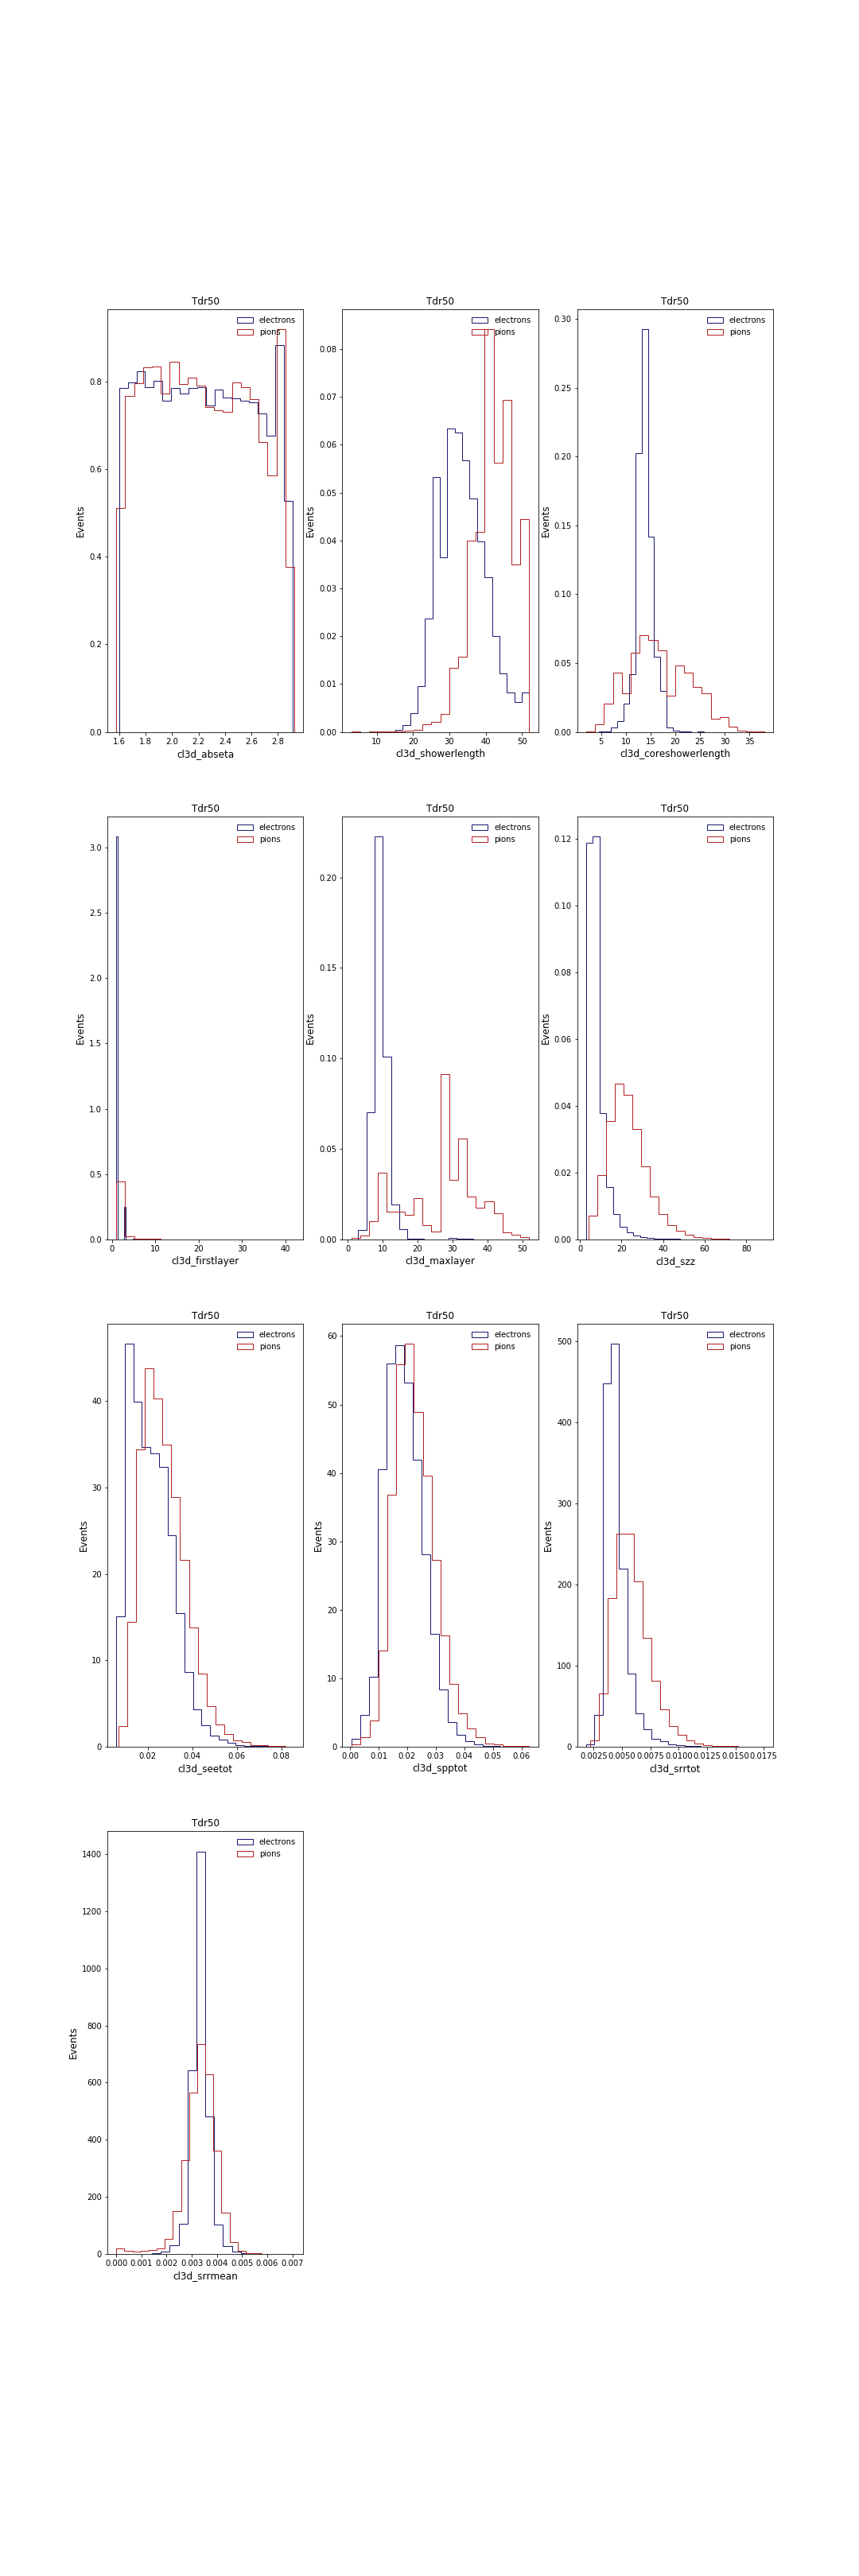 Tdr50 Tdr50 Tdr50
electrons electrons electrons
pions pions pions
Events Events Events
0.0 0.2 0.4 0.6 0.8
0.00 0.01 0.02 0.03 0.04 0.05 0.06 0.07 0.08
0.00 0.05 0.10 0.15 0.20 0.25 0.30
1.6 1.8 2.0 2.2 2.4 2.6 2.8
10 20 30 40 50
5 10 15 20 25 30 35
cl3d_abseta cl3d_showerlength cl3d_coreshowerlength
Tdr50 Tdr50 Tdr50
electrons electrons electrons
pions pions pions
Events Events Events
0.0 0.5 1.0 1.5 2.0 2.5 3.0
0.00 0.05 0.10 0.15 0.20
0.00 0.02 0.04 0.06 0.08 0.10 0.12
0 10 20 30 40
0 10 20 30 40 50
0 20 40 60 80
cl3d_firstlayer cl3d_maxlayer cl3d_szz
Tdr50 Tdr50 Tdr50
electrons electrons electrons
pions pions pions
Events Events Events
0 10 20 30 40
0 10 20 30 40 50 60
0 100 200 300 400 500
0.02 0.04 0.06 0.08
0.00 0.01 0.02 0.03 0.04 0.05 0.06
0.0025 0.0050 0.0075 0.0100 0.0125 0.0150 0.0175
cl3d_seetot cl3d_spptot cl3d_srrtot
Tdr50
electrons
pions
Events
0 200 400 600 800 1000 1200 1400
0.000 0.001 0.002 0.003 0.004 0.005 0.006 0.007
cl3d_srrmean